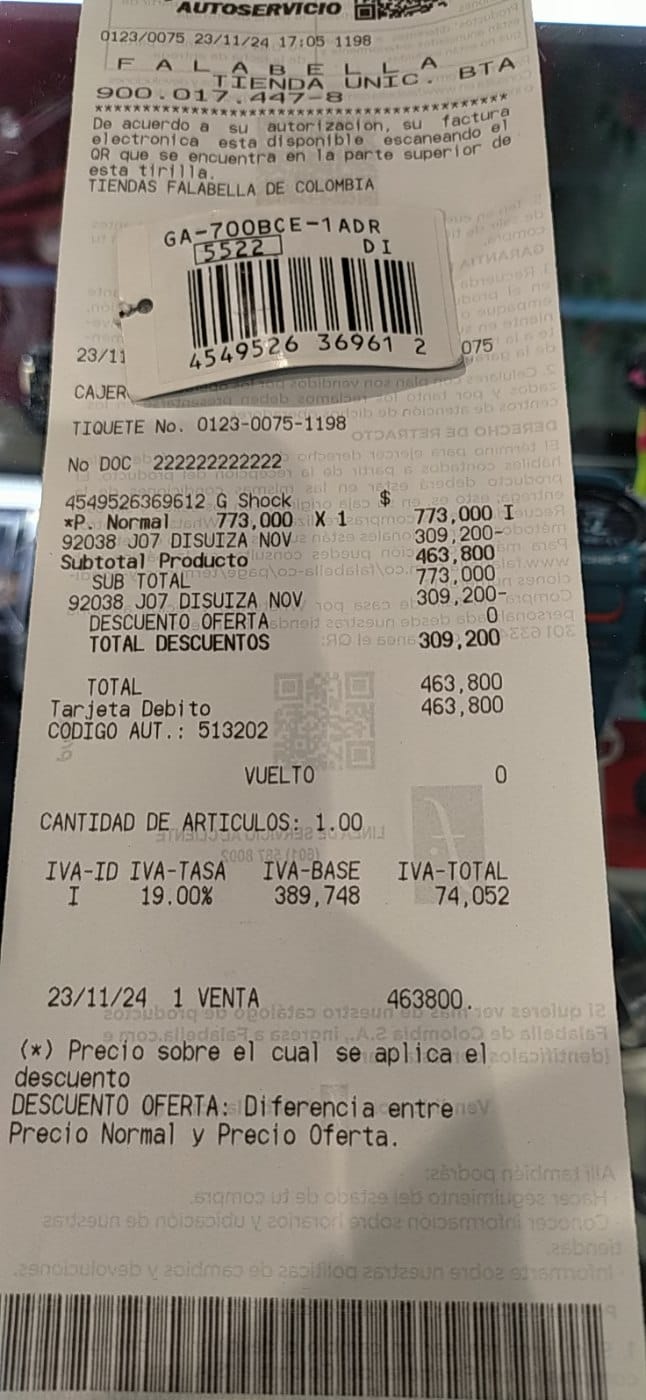 AUTOSERVICIO
0123/0075 23/11/24 17:05 1198
F A L A B E L L A
TIENDA UNIC. BTA
900.017.447-8
De acuerdo a su autorizacion, su factura
electronica esta disponible escaneando el
QR que se encuentra en la parte superior de
esta tirilla.
TIENDAS FALABELLA DE COLOMBIA
GA-700BCE-1ADR
5522 DI
4549526 36961 2
23/11 075
CAJER
TIQUETE No. 0123-0075-1198
No DOC 222222222222
4549526369612 G Shock $
*P. Normal 773,000 X 1 773,000 I
92038 J07 DISUIZA NOV 309,200-
Subtotal Producto 463,800
SUB TOTAL 773,000
92038 J07 DISUIZA NOV 309,200-
DESCUENTO OFERTA 0
TOTAL DESCUENTOS 309,200
TOTAL 463,800
Tarjeta Debito 463,800
CODIGO AUT.: 513202
VUELTO 0
CANTIDAD DE ARTICULOS: 1.00
IVA-ID IVA-TASA IVA-BASE IVA-TOTAL
I 19.00% 389,748 74,052
23/11/24 1 VENTA 463800.
(*) Precio sobre el cual se aplica el
descuento
DESCUENTO OFERTA: Diferencia entre
Precio Normal y Precio Oferta.